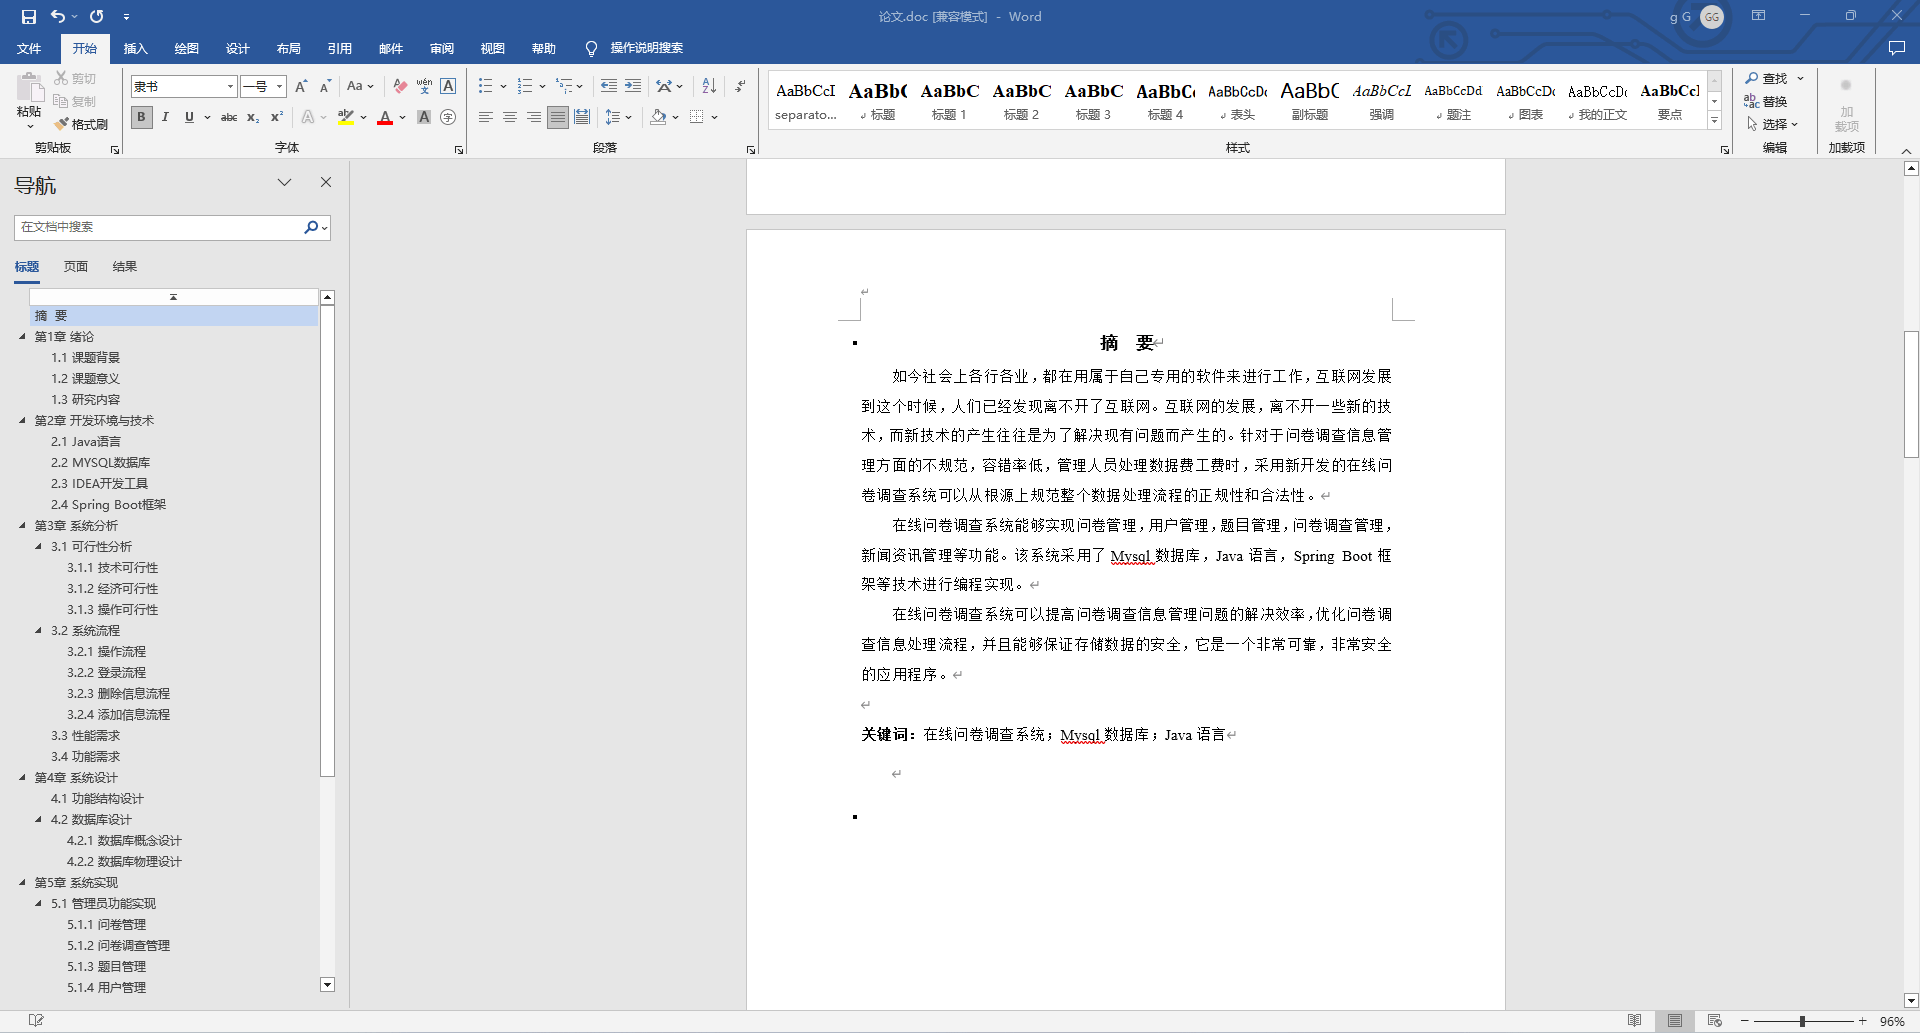 论文.doc [兼容模式] - Word
g G
GG
文件 开始 插入 绘图 设计 布局 引用 邮件 审阅 视图 帮助 操作说明搜索
粘贴
剪切
复制
格式刷
剪贴板
隶书 一号
字体
段落
AaBbCcI AaBb( AaBbC AaBbC AaBbC AaBbC( AaBbCcDc AaBbC AaBbCcL AaBbCcDd AaBbCcDc AaBbCcDc AaBbCcl
separato... 标题 标题 1 标题 2 标题 3 标题 4 表头 副标题 强调 题注 图表 我的正文 要点
样式
查找
替换
选择
编辑
加
载项
加载项
导航
在文档中搜索
标题 页面 结果
摘 要
第1章 绪论
1.1 课题背景
1.2 课题意义
1.3 研究内容
第2章 开发环境与技术
2.1 Java语言
2.2 MYSQL数据库
2.3 IDEA开发工具
2.4 Spring Boot框架
第3章 系统分析
3.1 可行性分析
3.1.1 技术可行性
3.1.2 经济可行性
3.1.3 操作可行性
3.2 系统流程
3.2.1 操作流程
3.2.2 登录流程
3.2.3 删除信息流程
3.2.4 添加信息流程
3.3 性能需求
3.4 功能需求
第4章 系统设计
4.1 功能结构设计
4.2 数据库设计
4.2.1 数据库概念设计
4.2.2 数据库物理设计
第5章 系统实现
5.1 管理员功能实现
5.1.1 问卷管理
5.1.2 问卷调查管理
5.1.3 题目管理
5.1.4 用户管理
摘 要
如今社会上各行各业，都在用属于自己专用的软件来进行工作，互联网发展
到这个时候，人们已经发现离不开了互联网。互联网的发展，离不开一些新的技
术，而新技术的产生往往是为了解决现有问题而产生的。针对于问卷调查信息管
理方面的不规范，容错率低，管理人员处理数据费工费时，采用新开发的在线问
卷调查系统可以从根源上规范整个数据处理流程的正规性和合法性。
在线问卷调查系统能够实现问卷管理，用户管理，题目管理，问卷调查管理，
新闻资讯管理等功能。该系统采用了 Mysql 数据库，Java 语言，Spring Boot 框
架等技术进行编程实现。
在线问卷调查系统可以提高问卷调查信息管理问题的解决效率，优化问卷调
查信息处理流程，并且能够保证存储数据的安全，它是一个非常可靠，非常安全
的应用程序。
关键词：在线问卷调查系统；Mysql 数据库；Java 语言
96%